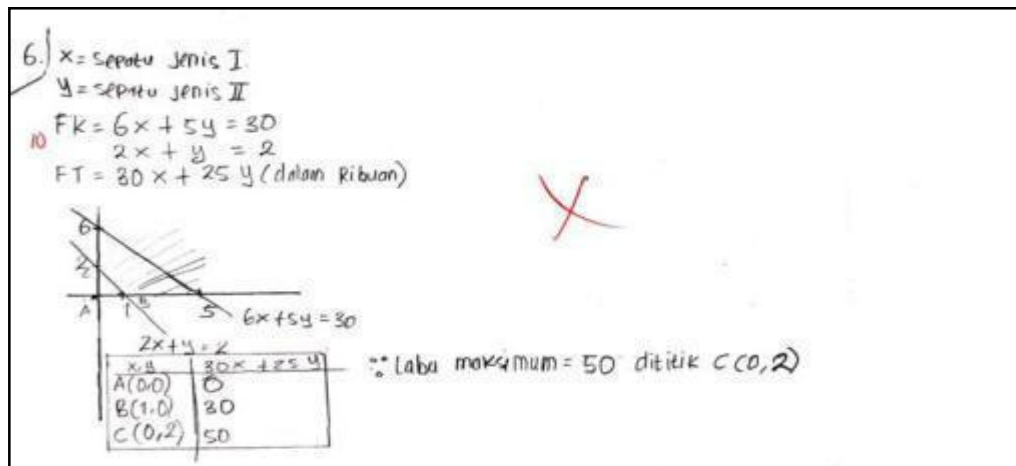 6.) x = sepatu jenis I
y = sepatu jenis II
10
FK = 6x + 5y = 30
2x + y = 2
FT = 30x + 25y (dalam Ribuan)
6
2
A 1 B 5
6x + 5y = 30
2x + y = 2
x,y 30x + 25y
A(0,0) 0
B(1,0) 30
C(0,2) 50
∵ Laba maksimum = 50 dititik C(0,2)